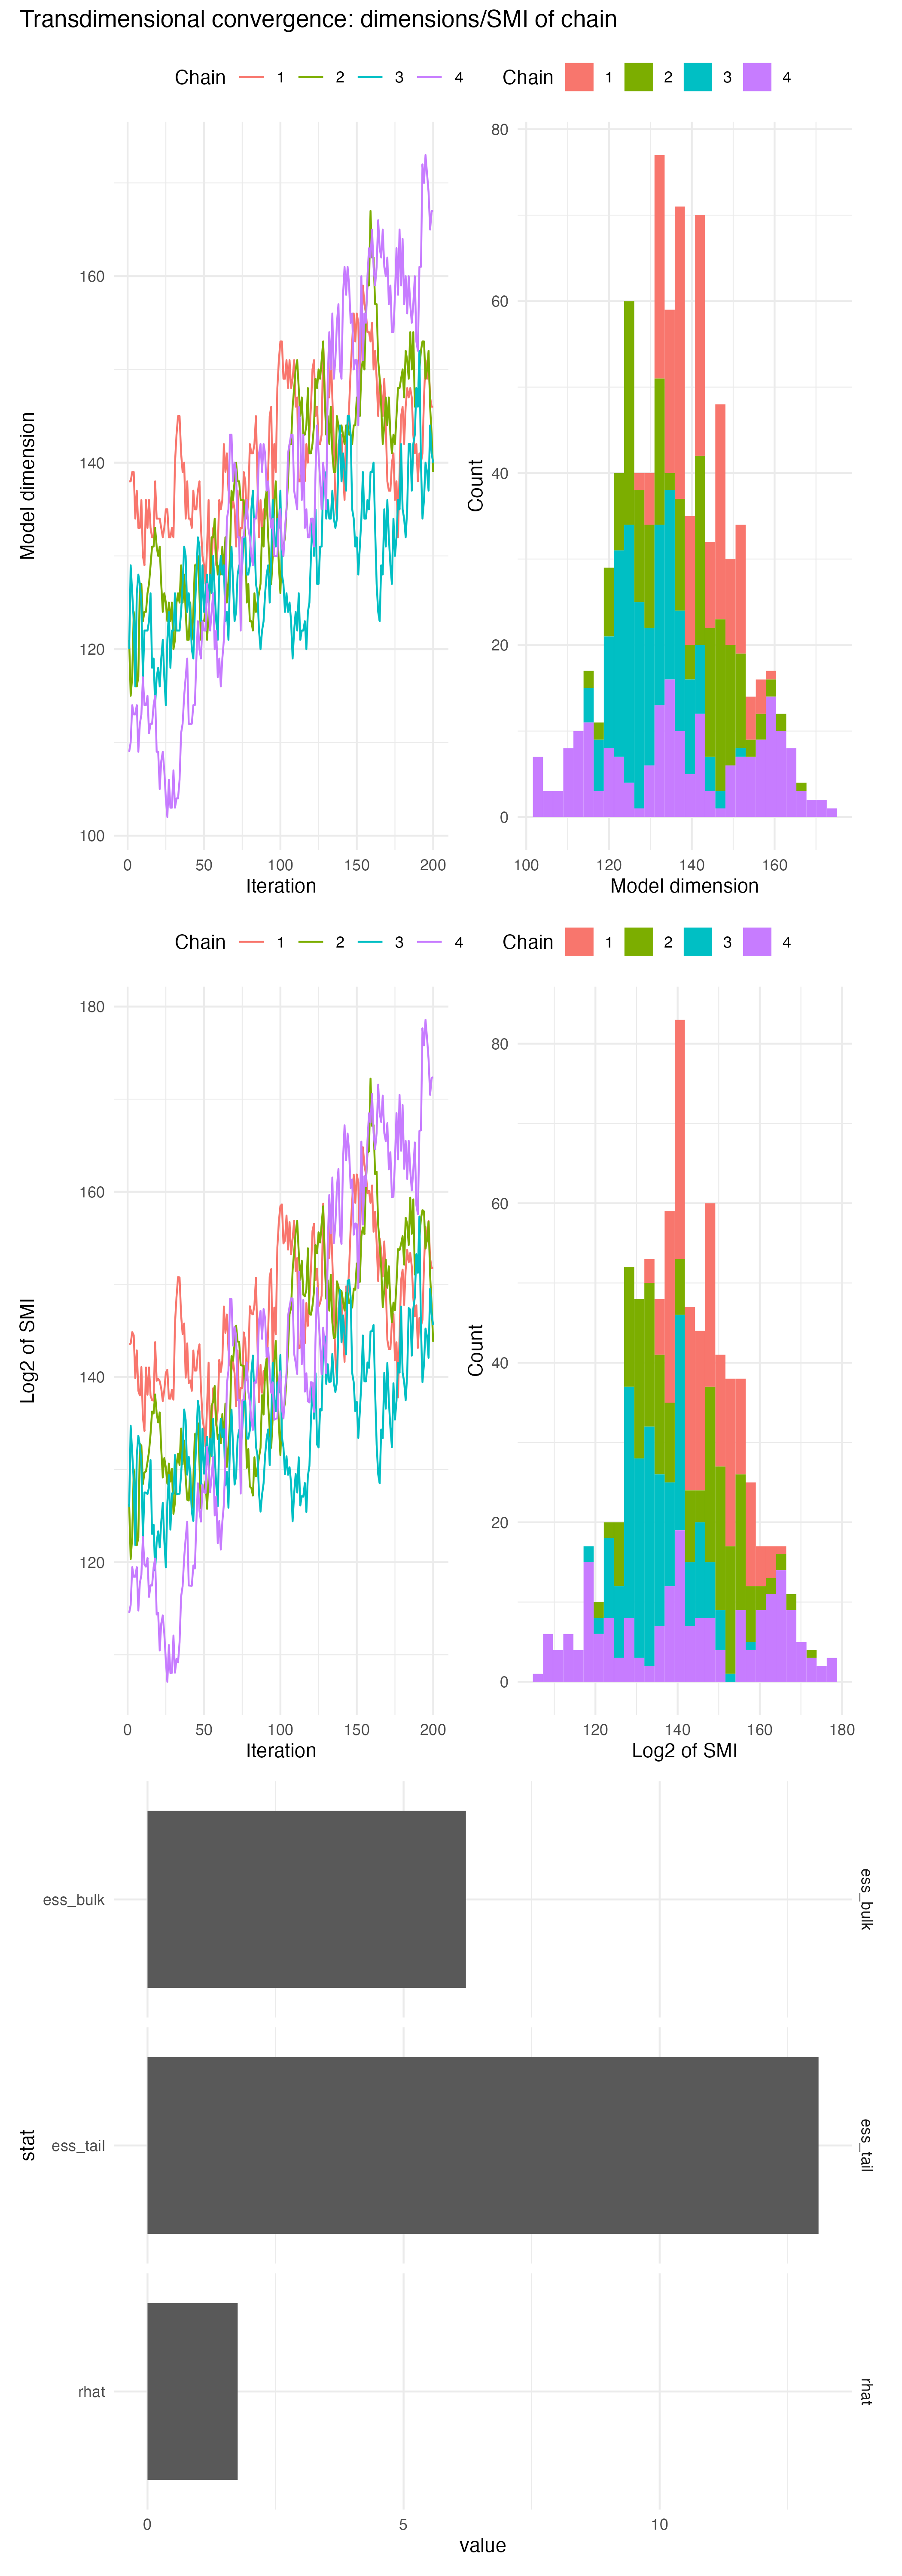 Transdimensional convergence: dimensions/SMI of chain
Chain 1 2 3 4
Chain 1 2 3 4
Model dimension
160
140
120
100
0 50 100 150 200
Iteration
Count
80
60
40
20
0
100 120 140 160
Model dimension
Chain 1 2 3 4
Chain 1 2 3 4
Log2 of SMI
180
160
140
120
0 50 100 150 200
Iteration
Count
80
60
40
20
0
120 140 160 180
Log2 of SMI
stat
ess_bulk
ess_bulk
ess_tail
ess_tail
rhat
rhat
0 5 10
value